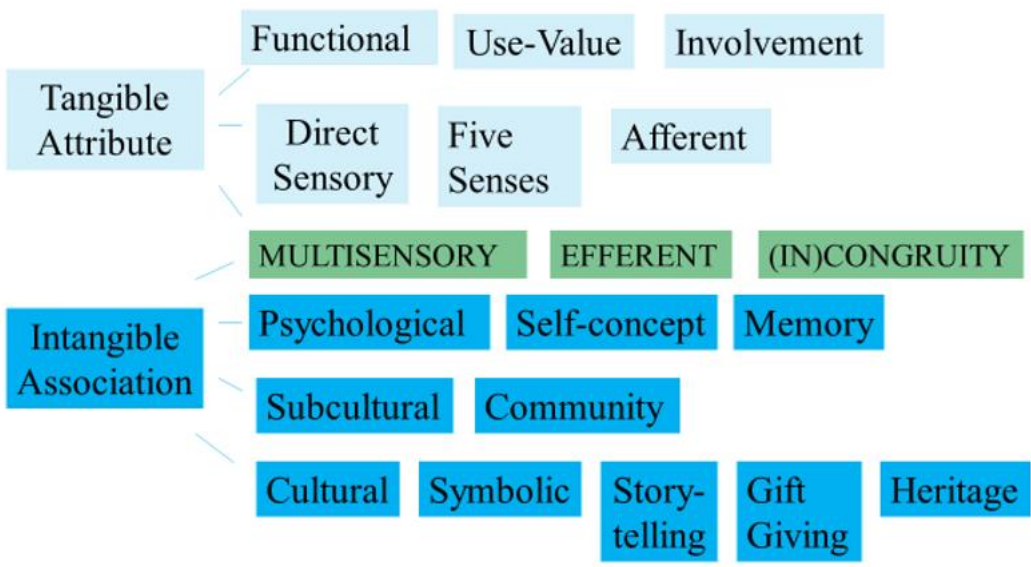 Functional Use-Value Involvement
Tangible
Attribute
Direct
Sensory
Five
Senses
Afferent
MULTISENSORY EFFERENT (IN)CONGRUITY
Intangible
Association
Psychological Self-concept Memory
Subcultural Community
Cultural Symbolic
Story-
telling
Gift
Giving
Heritage